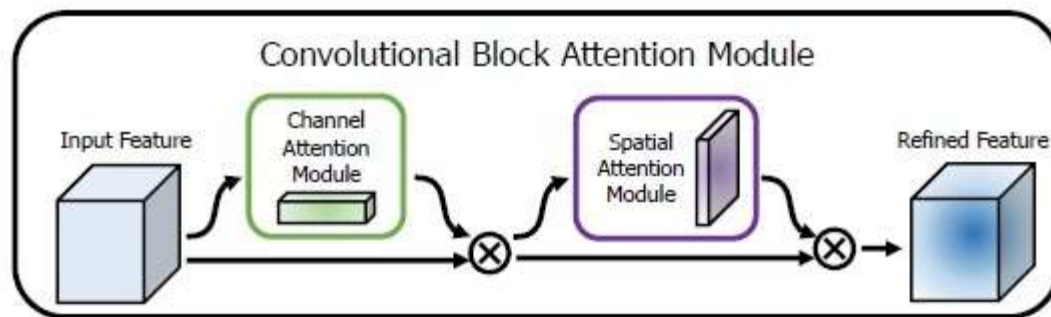 Convolutional Block Attention Module
Input Feature
Channel
Attention
Module
Spatial
Attention
Module
Refined Feature